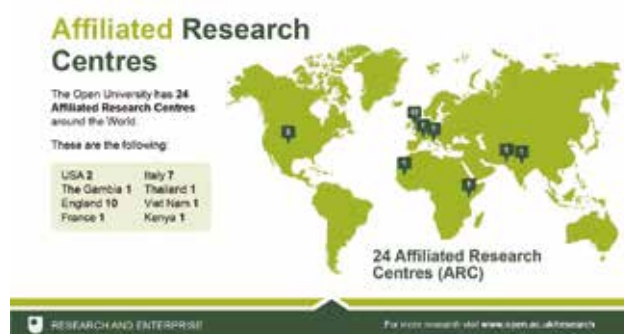 Affiliated Research
Centres
The Open University has 24
Affiliated Research Centres
around the World.
These are the following:
USA 2 Italy 7
The Gambia 1 Thailand 1
England 10 Viet Nam 1
France 1 Kenya 1
24 Affiliated Research
Centres (ARC)
RESEARCH AND ENTERPRISE
For more research visit www.open.ac.uk/research